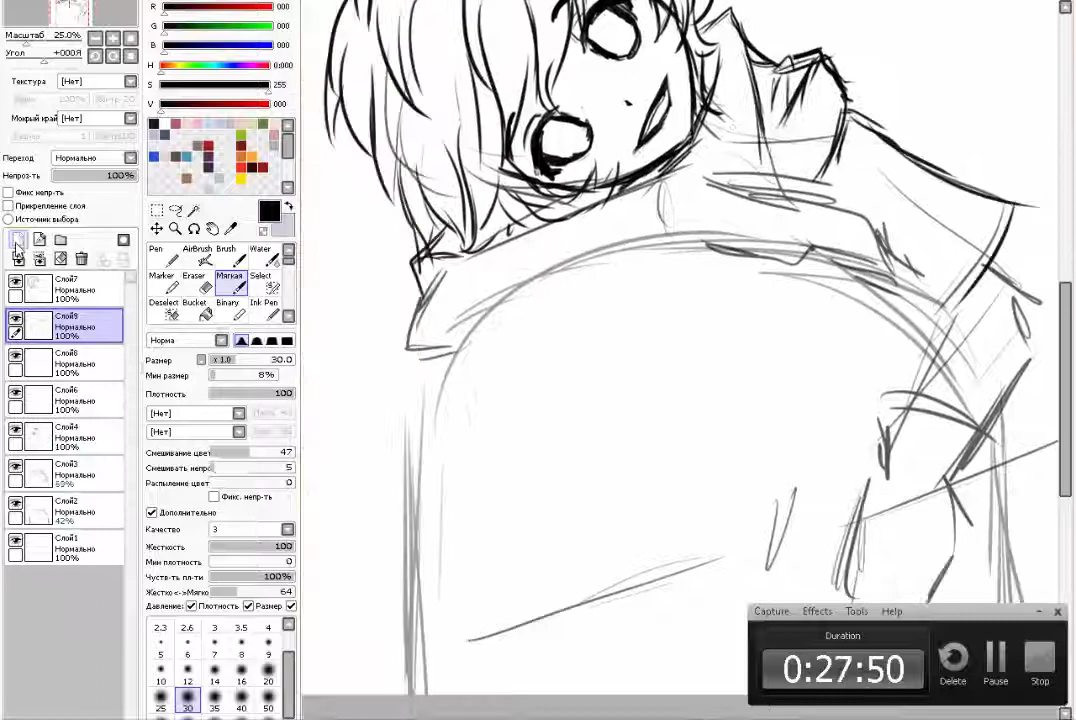 R 000
G 000
B 000
H 0:000
S 255
V 000
Масштаб 25.0%
Угол +000Я
Текстура [Нет]
Мокрый край [Нет]
Переход Нормально
Непроз-ть 100%
Фикс непр-ть
Прикрепление слоя
Источник выбора
Слой7
Нормально
100%
Слой9
Нормально
100%
Слой8
Нормально
100%
Слой6
Нормально
100%
Слой4
Нормально
100%
Слой3
Нормально
69%
Слой2
Нормально
42%
Слой1
Нормально
100%
Pen AirBrush Brush Water
Marker Eraser Мягкая Select
Deselect Bucket Binary Ink Pen
Норма
Размер x 1.0 30.0
Мин размер 8%
Плотность 100
[Нет]
[Нет]
Смешивание цвет 47
Смешивать непро 5
Распыление цвет 0
Фикс. непр-ть
Дополнительно
Качество 3
Жесткость 100
Мин плотность 0
Чуств-ть пл-ти 100%
Жестко <->Мягко 64
Давление: Плотность Размер
2.3 2.6 3 3.5 4
5 6 7 8 9
10 12 14 16 20
25 30 35 40 50
Capture Effects Tools Help
Duration
0:27:50
Delete Pause Stop